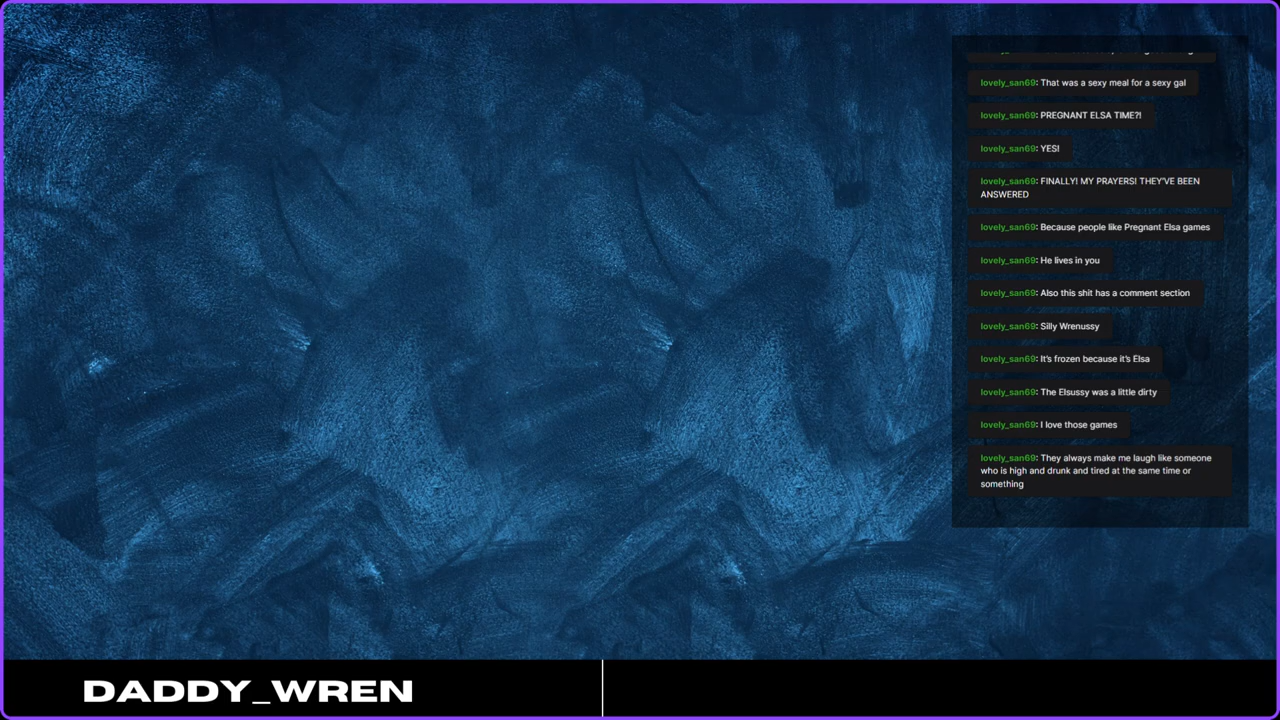 lovely_san69: That was a sexy meal for a sexy gal
lovely_san69: PREGNANT ELSA TIME?!
lovely_san69: YES!
lovely_san69: FINALLY! MY PRAYERS! THEY'VE BEEN
ANSWERED
lovely_san69: Because people like Pregnant Elsa games
lovely_san69: He lives in you
lovely_san69: Also this shit has a comment section
lovely_san69: Silly Wrenussy
lovely_san69: It's frozen because it's Elsa
lovely_san69: The Elsussy was a little dirty
lovely_san69: I love those games
lovely_san69: They always make me laugh like someone
who is high and drunk and tired at the same time or
something
DADDY_WREN